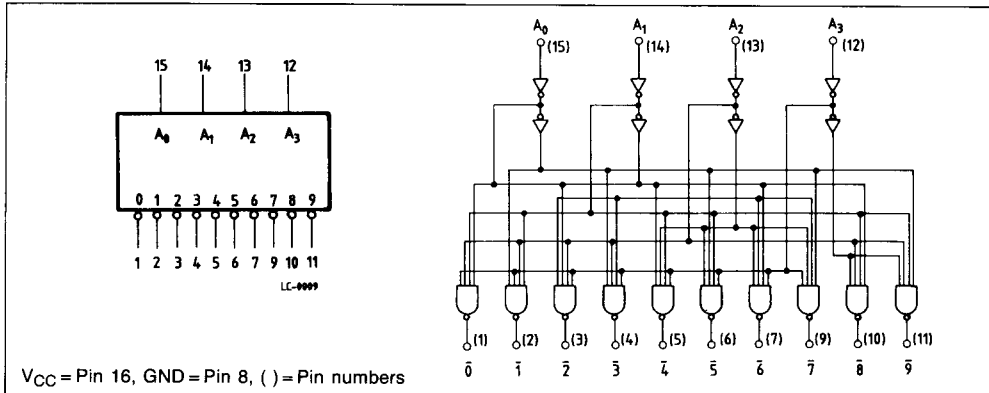 A0 A1 A2 A3
(15) (14) (13) (12)
15 14 13 12
A0 A1 A2 A3
0 1 2 3 4 5 6 7 8 9
1 2 3 4 5 6 7 9 10 11
LC-0009
(1) (2) (3) (4) (5) (6) (7) (9) (10) (11)
0̄ 1̄ 2̄ 3̄ 4̄ 5̄ 6̄ 7̄ 8̄ 9̄
VCC = Pin 16, GND = Pin 8, ( ) = Pin numbers